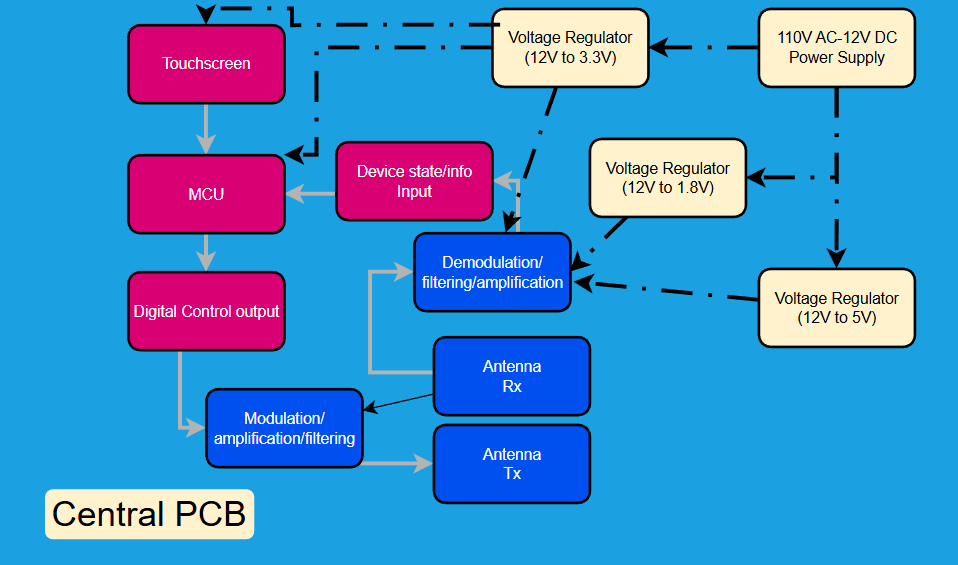 Voltage Regulator
(12V to 3.3V)
110V AC-12V DC
Power Supply
Touchscreen
Device state/info
Input
Voltage Regulator
(12V to 1.8V)
MCU
Demodulation/
filtering/amplification
Digital Control output
Voltage Regulator
(12V to 5V)
Antenna
Rx
Modulation/
amplification/filtering
Antenna
Tx
Central PCB